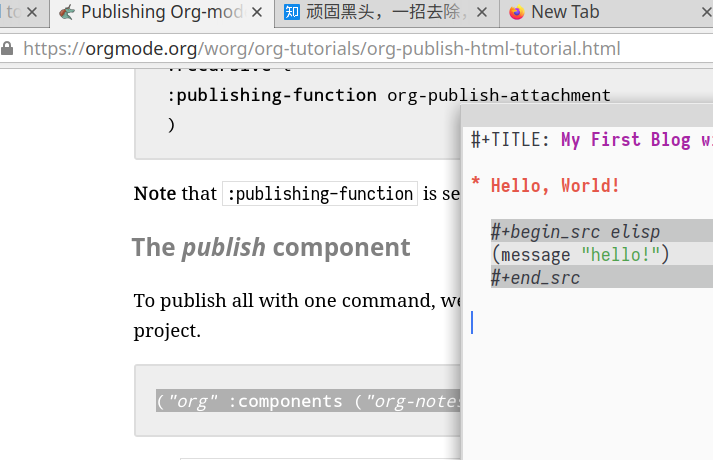 to
Publishing Org-mod
顽固黑头，一招去除，
New Tab
https://orgmode.org/worg/org-tutorials/org-publish-html-tutorial.html
:publishing-function org-publish-attachment
)
Note that :publishing-function is se
The publish component
To publish all with one command, we
project.
("org" :components ("org-notes
#+TITLE: My First Blog wi
* Hello, World!
#+begin_src elisp
(message "hello!")
#+end_src